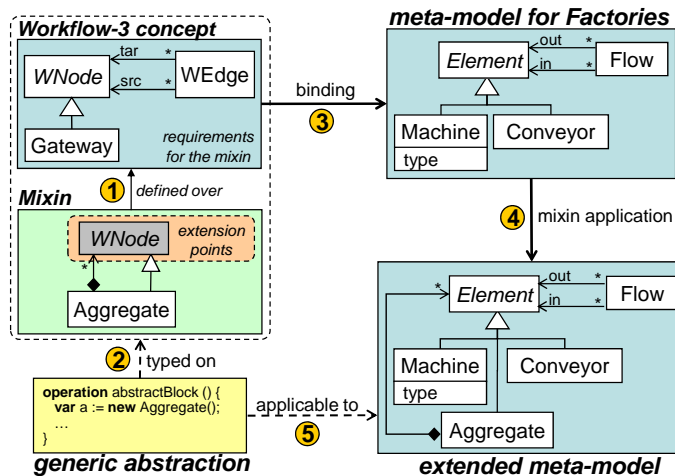 Workflow-3 concept
WNode
tar
*
src
*
WEdge
Gateway
requirements
for the mixin
binding
3
meta-model for Factories
Element
out
*
in
*
Flow
Machine
type
Conveyor
1
defined over
Mixin
WNode
extension
points
*
Aggregate
4
mixin application
2
typed on
operation abstractBlock () {
var a := new Aggregate();
…
}
generic abstraction
applicable to
5
*
Element
out
*
in
*
Flow
Machine
type
Conveyor
Aggregate
extended meta-model